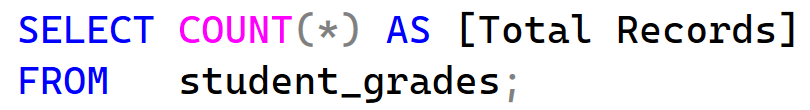 SELECT COUNT(*) AS [Total Records]
FROM   student_grades;